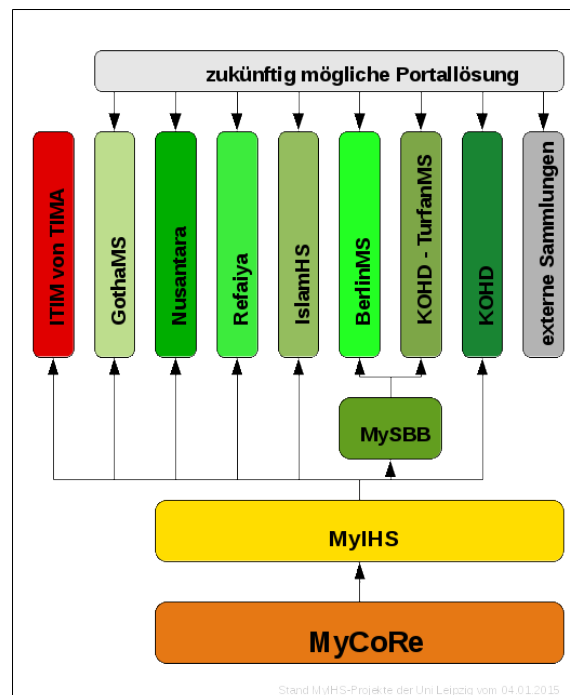 zukünftig mögliche Portallösung
ITIM von TIMA
GothaMS
Nusantara
Refaiya
IslamHS
BerlinMS
KOHD - TurfanMS
KOHD
externe Sammlungen
MySBB
MyIHS
MyCoRe
Stand MyIHS-Projekte der Uni Leipzig vom 04.01.2015